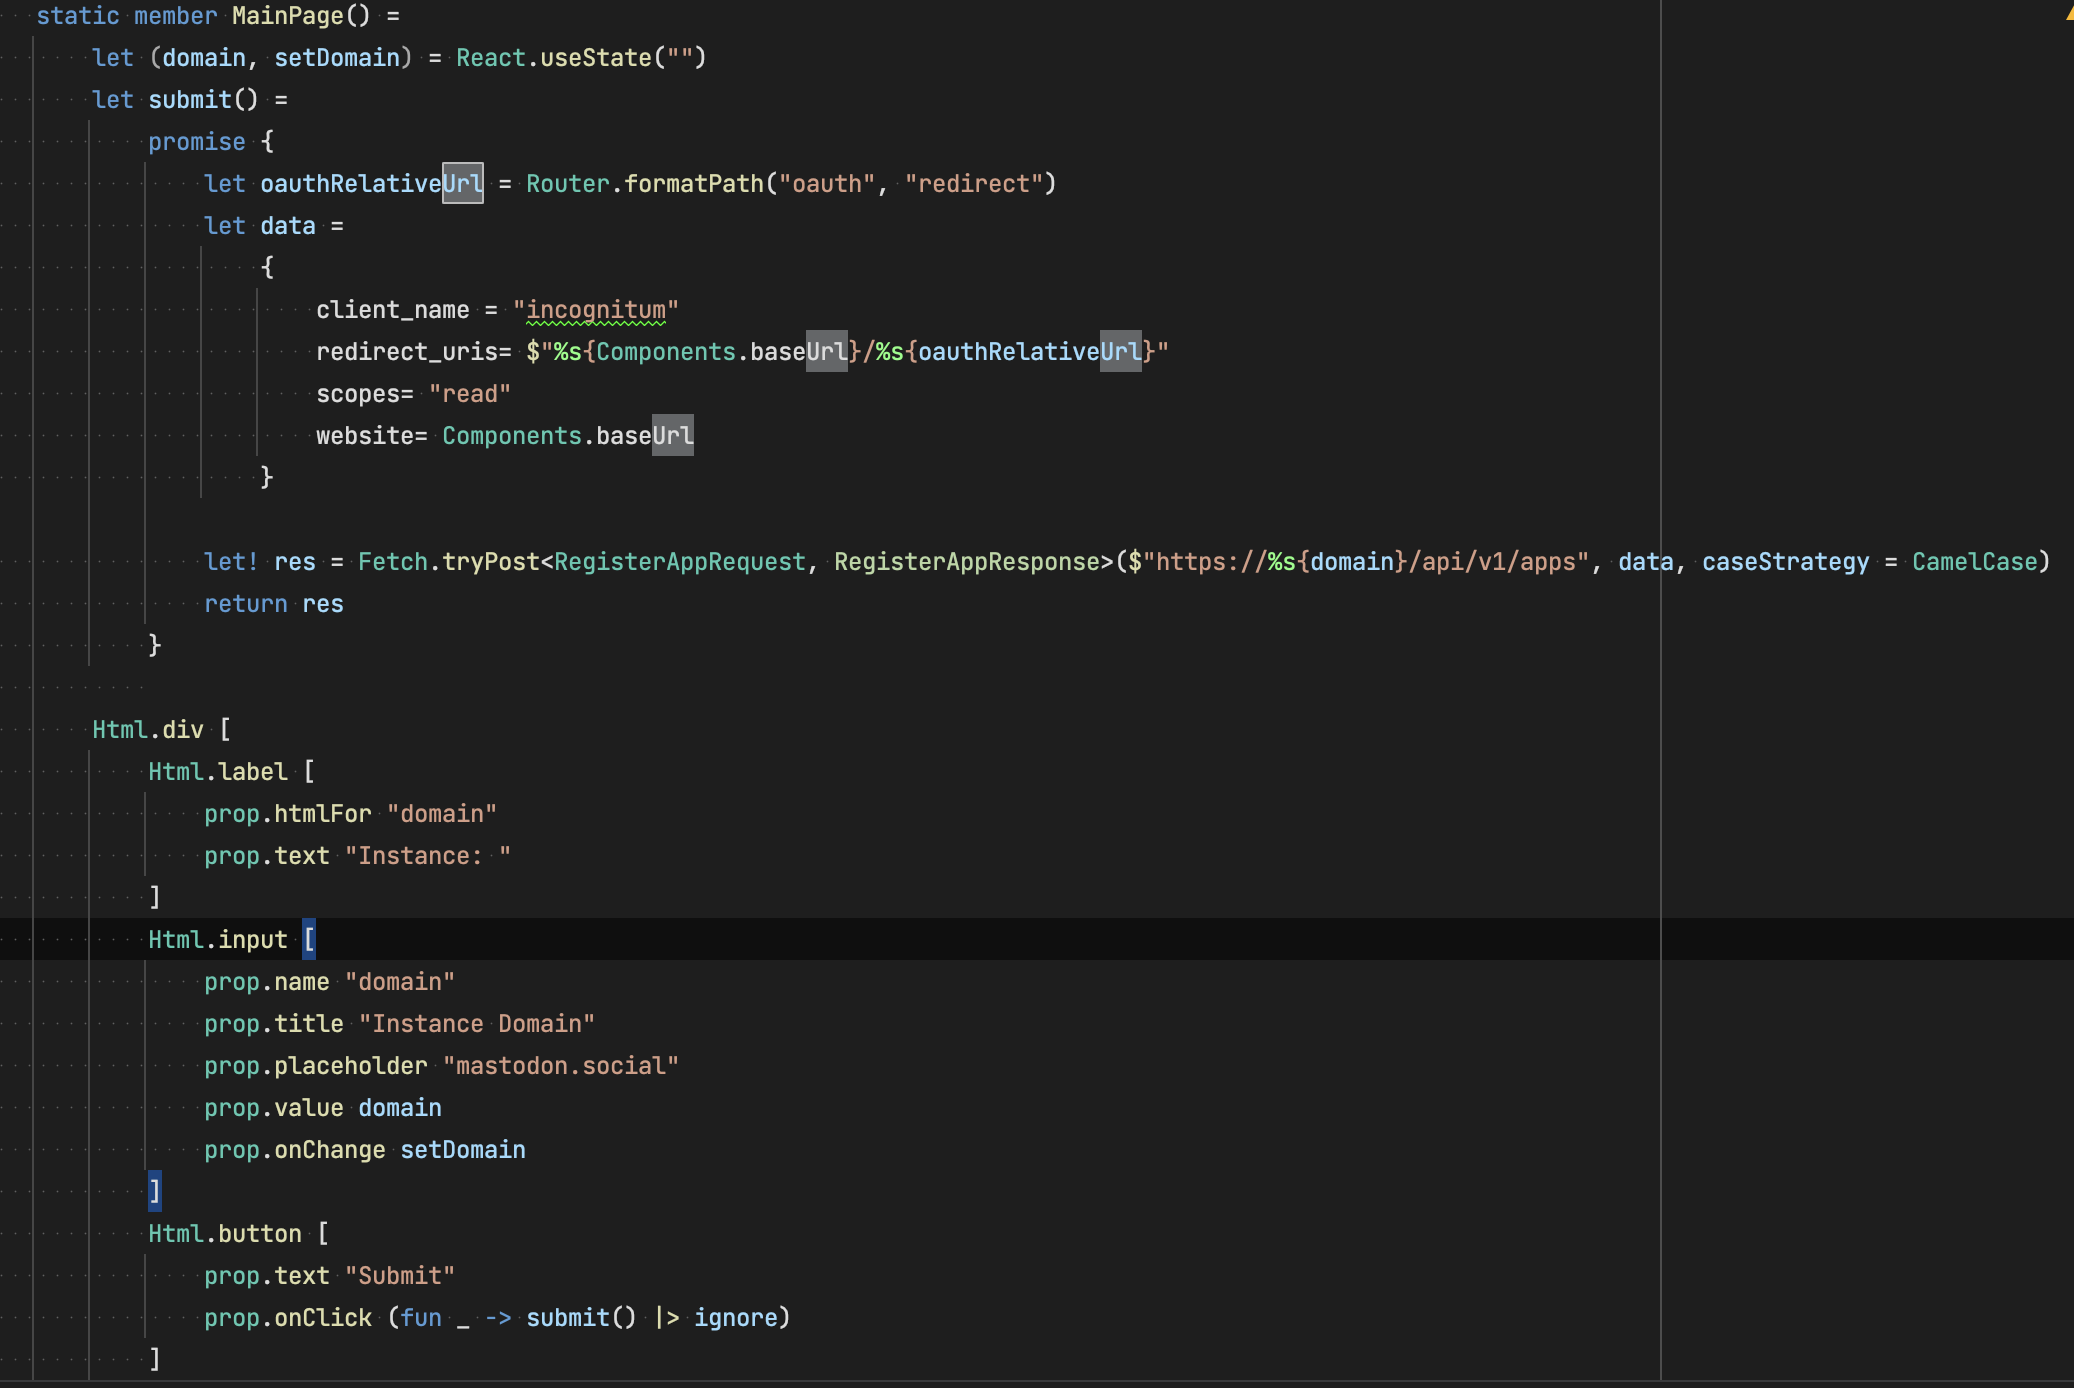 static member MainPage() =
let (domain, setDomain) = React.useState("")
let submit() =
promise {
let oauthRelativeUrl = Router.formatPath("oauth", "redirect")
let data =
{
client_name = "incognitum"
redirect_uris= $"%s{Components.baseUrl}/%s{oauthRelativeUrl}"
scopes= "read"
website= Components.baseUrl
}
let! res = Fetch.tryPost<RegisterAppRequest, RegisterAppResponse>($"https://%s{domain}/api/v1/apps", data, caseStrategy = CamelCase)
return res
}
Html.div [
Html.label [
prop.htmlFor "domain"
prop.text "Instance: "
]
Html.input [
prop.name "domain"
prop.title "Instance Domain"
prop.placeholder "mastodon.social"
prop.value domain
prop.onChange setDomain
]
Html.button [
prop.text "Submit"
prop.onClick (fun _ -> submit() |> ignore)
]